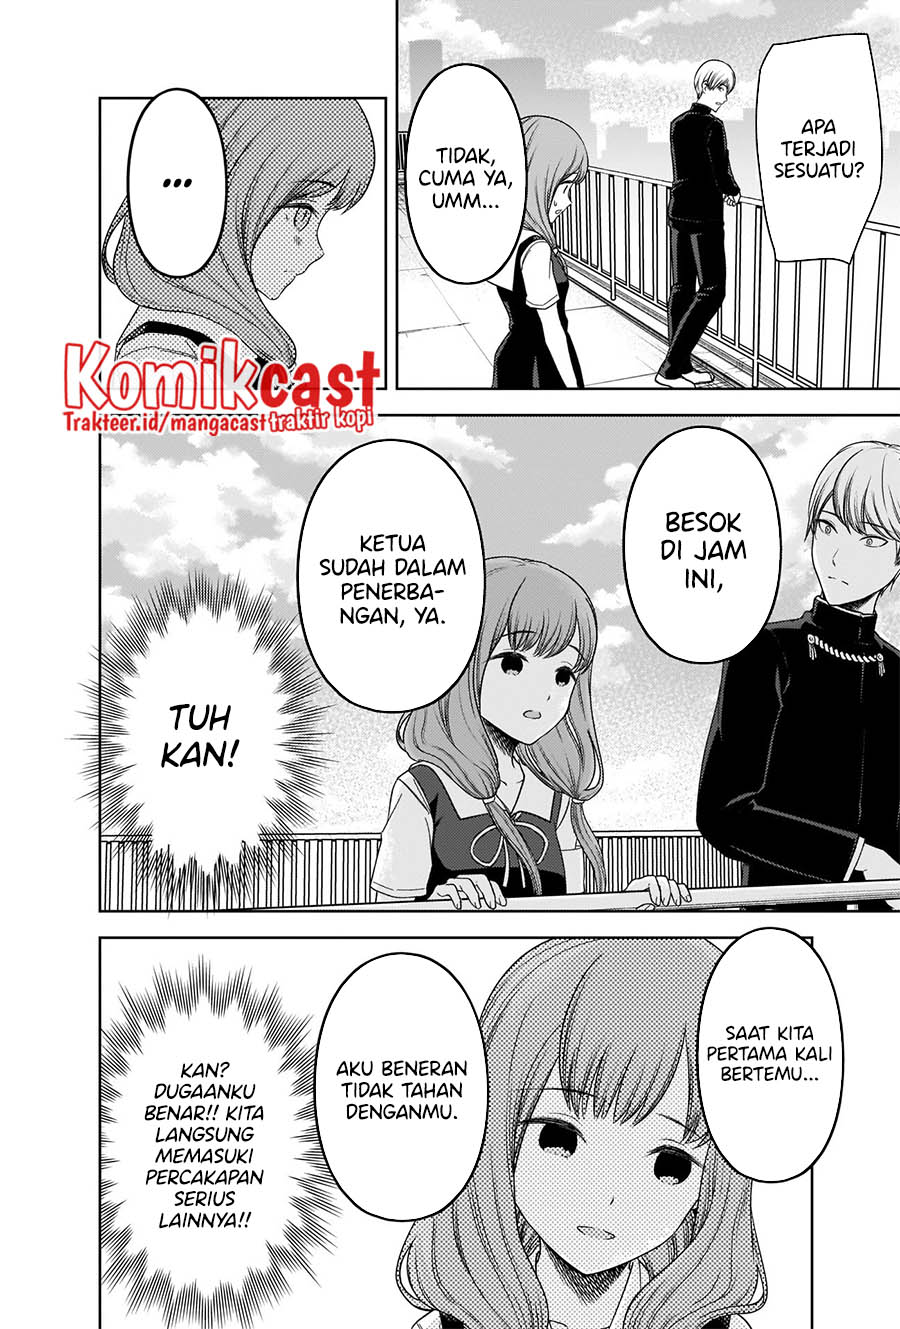 APA
TERJADI
SESUATU?
TIDAK,
CUMA YA,
UMM...
...
Komikcast
Trakteer.id/mangacast traktir kopi
BESOK
DI JAM
INI,
KETUA
SUDAH DALAM
PENERBA-
NGAN, YA.
TUH
KAN!
SAAT KITA
PERTAMA KALI
BERTEMU...
AKU BENERAN
TIDAK TAHAN
DENGANMU.
KAN?
DUGAANKU
BENAR!! KITA
LANGSUNG
MEMASUKI
PERCAKAPAN
SERIUS
LAINNYA!!